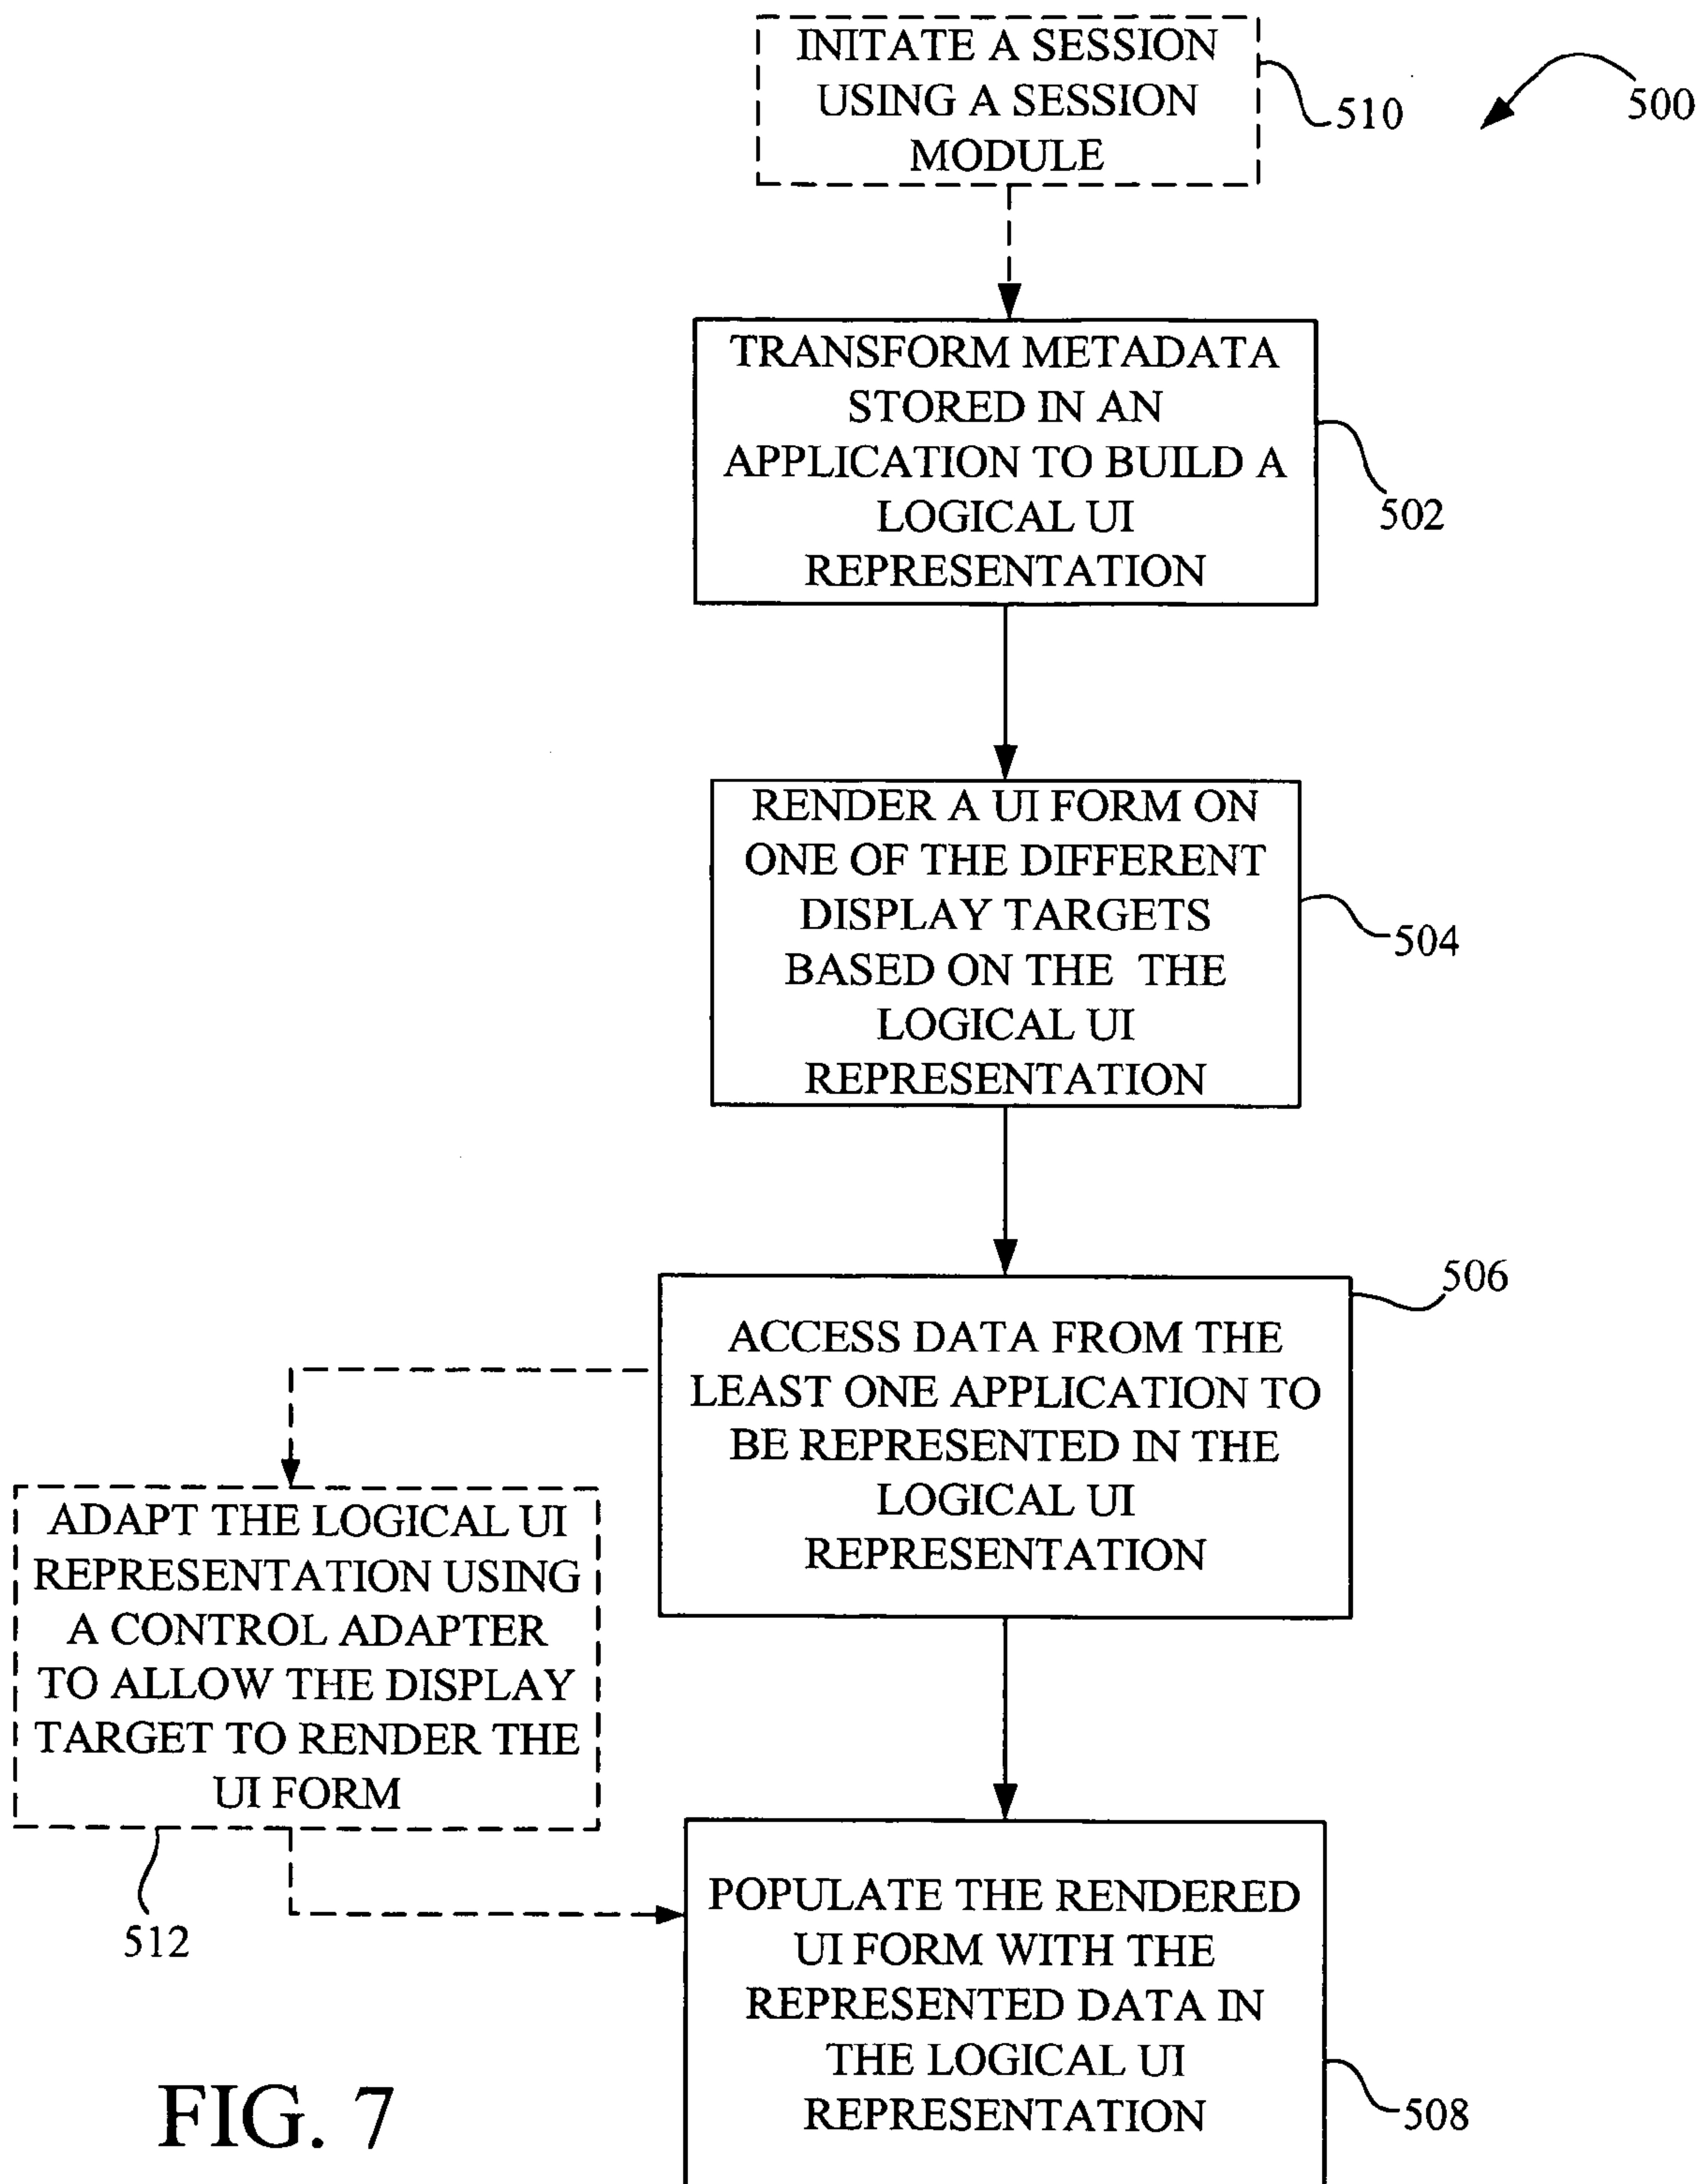 INITATE A SESSION
USING A SESSION
MODULE
510
500
TRANSFORM METADATA
STORED IN AN
APPLICATION TO BUILD A
LOGICAL UI
REPRESENTATION
502
RENDER A UI FORM ON
ONE OF THE DIFFERENT
DISPLAY TARGETS
BASED ON THE THE
LOGICAL UI
REPRESENTATION
504
506
ACCESS DATA FROM THE
LEAST ONE APPLICATION TO
BE REPRESENTED IN THE
LOGICAL UI
REPRESENTATION
ADAPT THE LOGICAL UI
REPRESENTATION USING
A CONTROL ADAPTER
TO ALLOW THE DISPLAY
TARGET TO RENDER THE
UI FORM
512
POPULATE THE RENDERED
UI FORM WITH THE
REPRESENTED DATA IN
THE LOGICAL UI
REPRESENTATION
508
FIG. 7